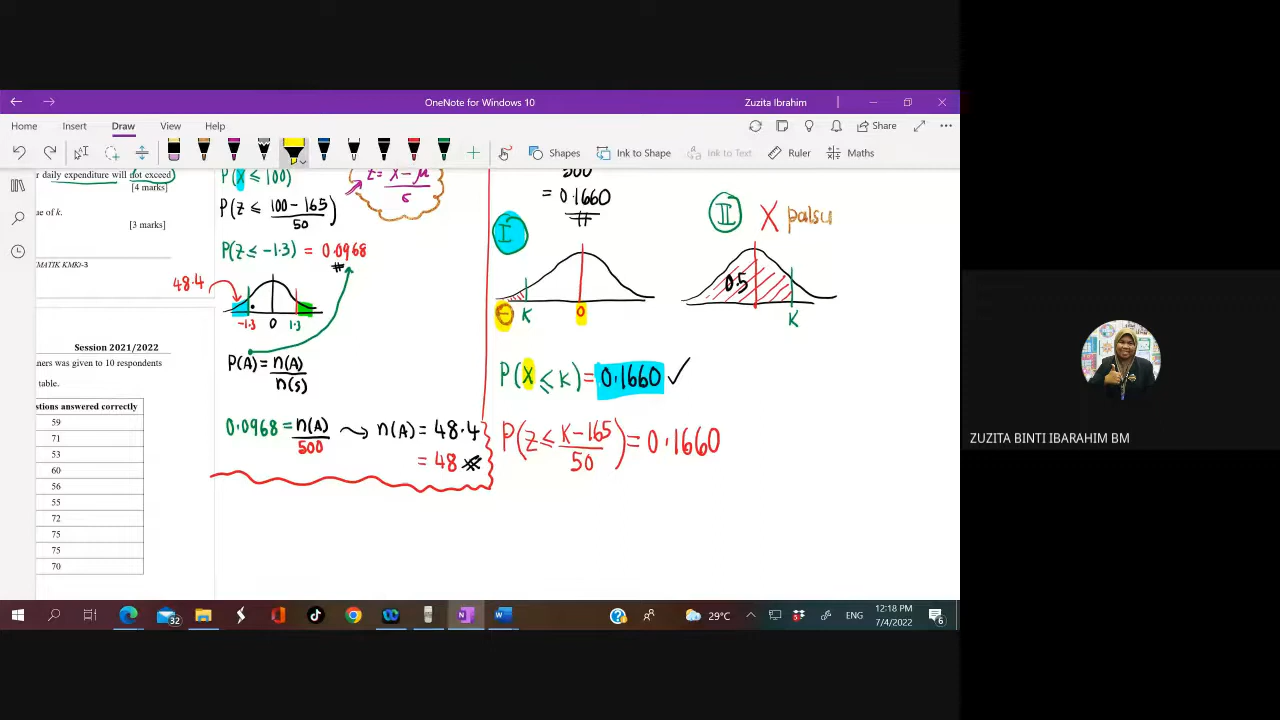 OneNote for Windows 10
Zuzita Ibrahim
Home Insert Draw View Help
Share
Shapes
Ink to Shape
Ink to Text
Ruler
Maths
r daily expenditure will not exceed
[4 marks]
ue of k.
[3 marks]
MATIK KMK/-3
Session 2021/2022
ners was given to 10 respondents
table.
stions answered correctly
59
71
53
60
56
55
72
75
75
70
P(X ≤ 100)
z = X - μ / σ
P(Z ≤ 100 - 165 / 50)
P(Z ≤ -1.3) = 0.0968 #
48.4
-1.3 0 1.3
P(A) = n(A) / n(S)
0.0968 = n(A) / 500 n(A) = 48.4
= 48
500
= 0.1660
I
K 0
II X palsu
0.5
K
P(X ≤ K) = 0.1660 ✓
P(Z ≤ K - 165 / 50) = 0.1660
ZUZITA BINTI IBARAHIM BM
32
29°C
ENG
12:18 PM
7/4/2022
6